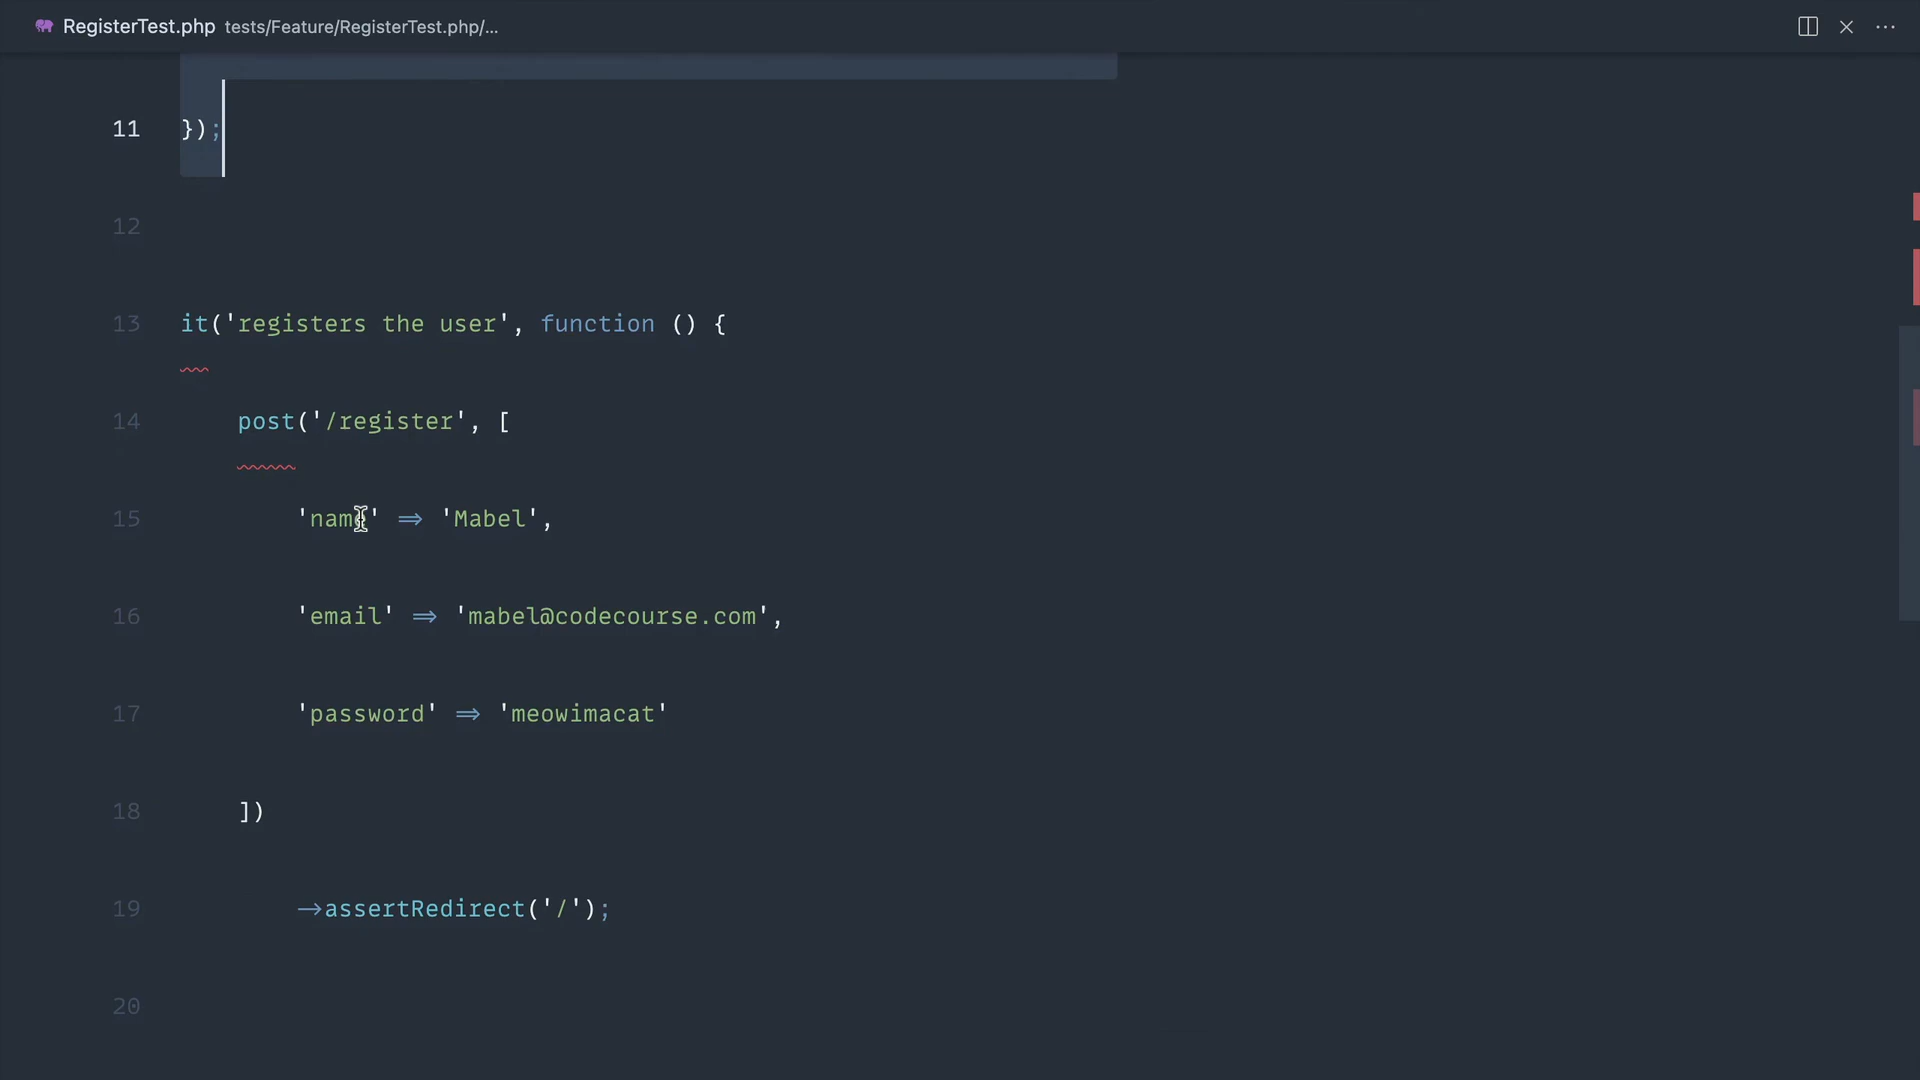 RegisterTest.php tests/Feature/RegisterTest.php/...
11 });
12
13 it('registers the user', function () {
14 post('/register', [
15 'name' => 'Mabel',
16 'email' => 'mabel@codecourse.com',
17 'password' => 'meowimacat'
18 ])
19 ->assertRedirect('/');
20